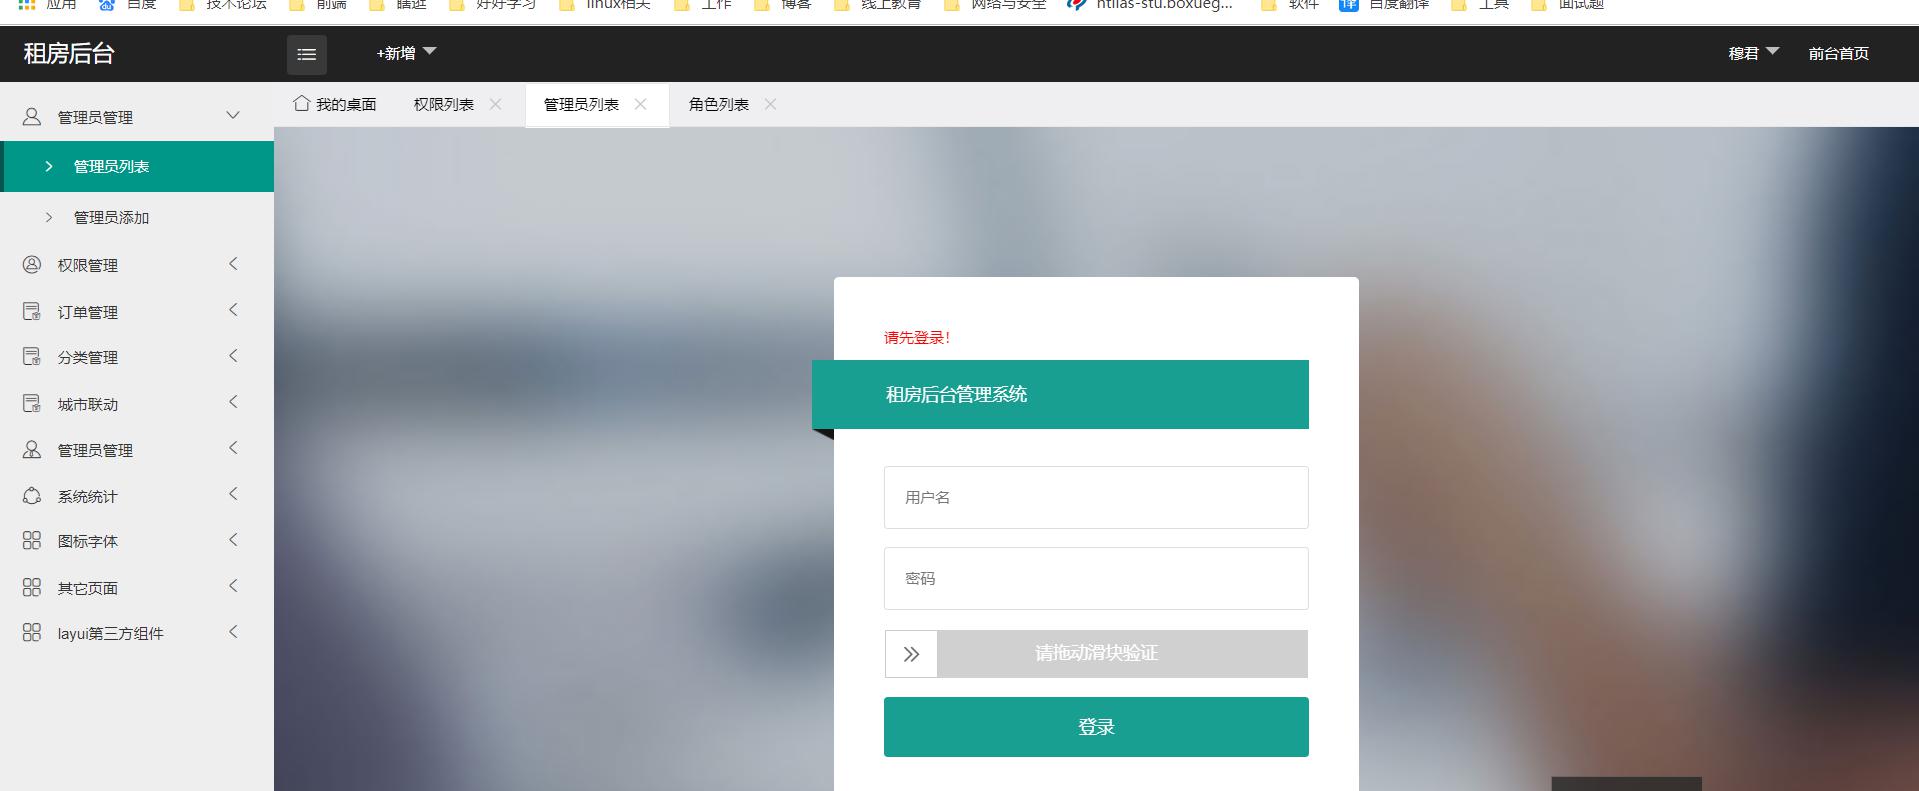 应用 百度 技术论坛 前端 瞎逛 好好学习 linux相关 工作 博客 线上教育 网络与安全 ntlias-stu.boxueg... 软件 百度翻译 工具 面试题
租房后台 +新增 穆君 前台首页
我的桌面 权限列表 管理员列表 角色列表
管理员管理
管理员列表
管理员添加
权限管理
订单管理
分类管理
城市联动
管理员管理
系统统计
图标字体
其它页面
layui第三方组件
请先登录!
租房后台管理系统
用户名
密码
请拖动滑块验证
登录